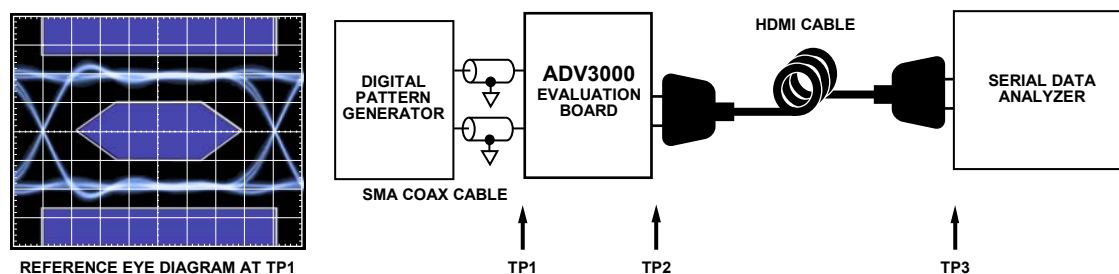 HDMI CABLE
DIGITAL
PATTERN
GENERATOR
ADV3000
EVALUATION
BOARD
SERIAL DATA
ANALYZER
SMA COAX CABLE
REFERENCE EYE DIAGRAM AT TP1
TP1
TP2
TP3